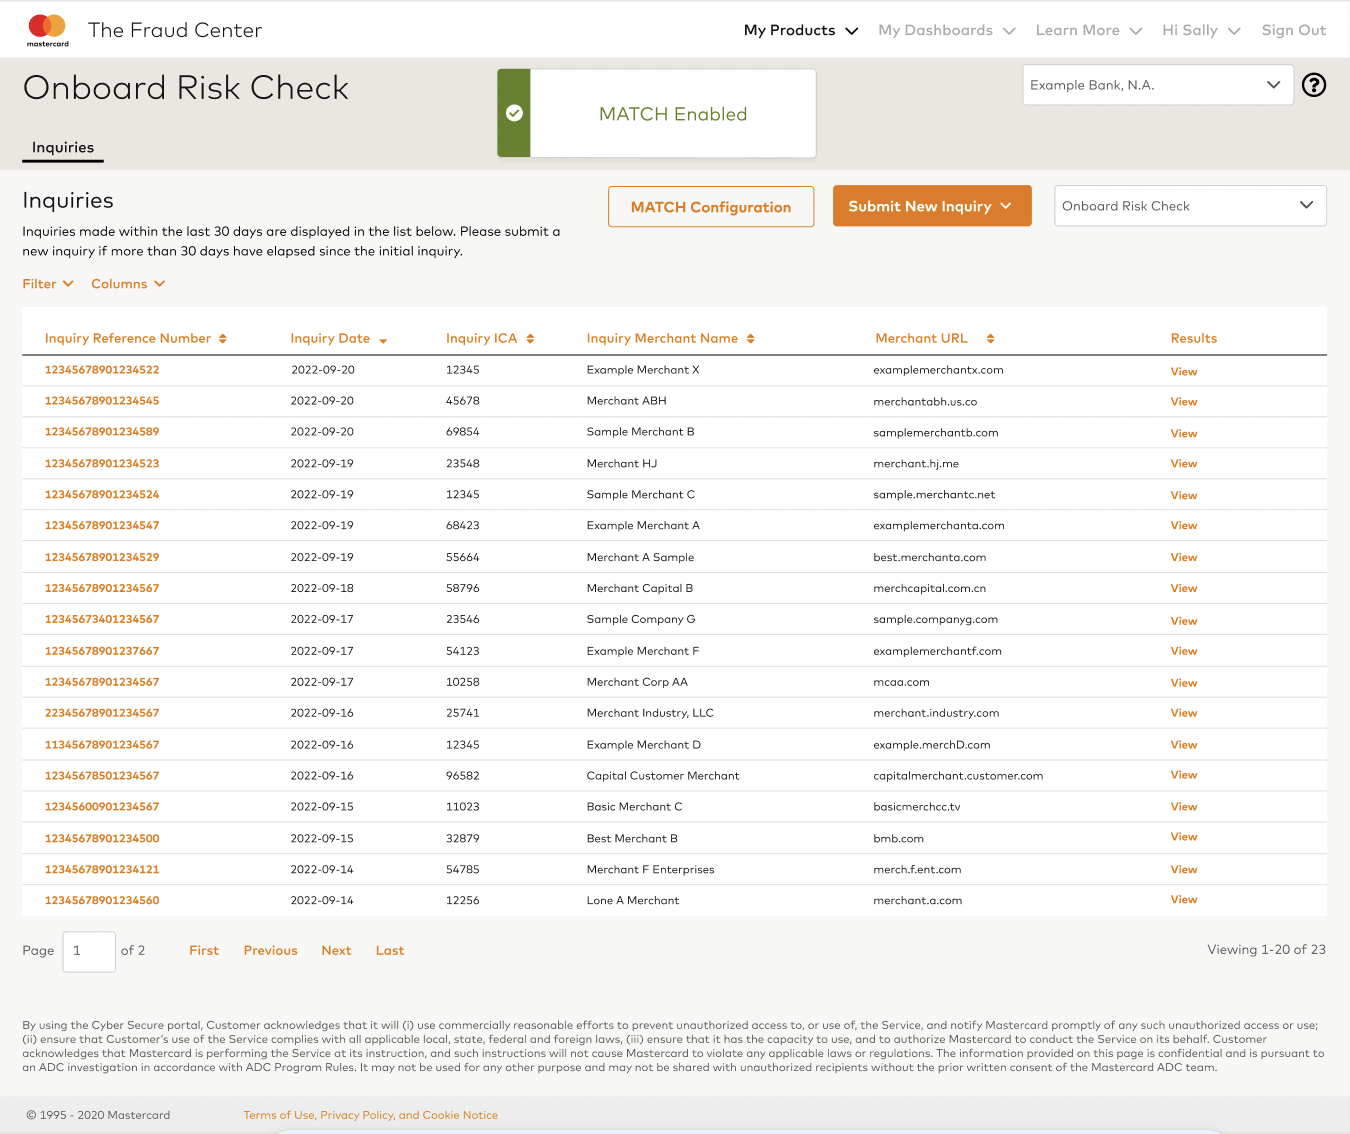 mastercard
The Fraud Center
My Products My Dashboards Learn More Hi Sally Sign Out
Onboard Risk Check
MATCH Enabled
Example Bank, N.A.
?
Inquiries
Inquiries
MATCH Configuration
Submit New Inquiry
Onboard Risk Check
Inquiries made within the last 30 days are displayed in the list below. Please submit a
new inquiry if more than 30 days have elapsed since the initial inquiry.
Filter Columns
Inquiry Reference Number Inquiry Date Inquiry ICA Inquiry Merchant Name Merchant URL Results
12345678901234522 2022-09-20 12345 Example Merchant X examplemerchantx.com View
12345678901234545 2022-09-20 45678 Merchant ABH merchantabh.us.co View
12345678901234589 2022-09-20 69854 Sample Merchant B samplemerchantb.com View
12345678901234523 2022-09-19 23548 Merchant HJ merchant.hj.me View
12345678901234524 2022-09-19 12345 Sample Merchant C sample.merchantc.net View
12345678901234547 2022-09-19 68423 Example Merchant A examplemerchanta.com View
12345678901234529 2022-09-19 55664 Merchant A Sample best.merchanta.com View
12345678901234567 2022-09-18 58796 Merchant Capital B merchcapital.com.cn View
12345673401234567 2022-09-17 23546 Sample Company G sample.companyg.com View
12345678901237667 2022-09-17 54123 Example Merchant F examplemerchantf.com View
12345678901234567 2022-09-17 10258 Merchant Corp AA mcaa.com View
22345678901234567 2022-09-16 25741 Merchant Industry, LLC merchant.industry.com View
11345678901234567 2022-09-16 12345 Example Merchant D example.merchD.com View
12345678501234567 2022-09-16 96582 Capital Customer Merchant capitalmerchant.customer.com View
12345600901234567 2022-09-15 11023 Basic Merchant C basicmerchcc.tv View
12345678901234500 2022-09-15 32879 Best Merchant B bmb.com View
12345678901234121 2022-09-14 54785 Merchant F Enterprises merch.f.ent.com View
12345678901234560 2022-09-14 12256 Lone A Merchant merchant.a.com View
Page 1 of 2 First Previous Next Last Viewing 1-20 of 23
By using the Cyber Secure portal, Customer acknowledges that it will (i) use commercially reasonable efforts to prevent unauthorized access to, or use of, the Service, and notify Mastercard promptly of any such unauthorized access or use;
(ii) ensure that Customer's use of the Service complies with all applicable local, state, federal and foreign laws, (iii) ensure that it has the capacity to use, and to authorize Mastercard to conduct the Service on its behalf. Customer
acknowledges that Mastercard is performing the Service at its instruction, and such instructions will not cause Mastercard to violate any applicable laws or regulations. The information provided on this page is confidential and is pursuant to
an ADC investigation in accordance with ADC Program Rules. It may not be used for any other purpose and may not be shared with unauthorized recipients without the prior written consent of the Mastercard ADC team.
© 1995 - 2020 Mastercard Terms of Use, Privacy Policy, and Cookie Notice